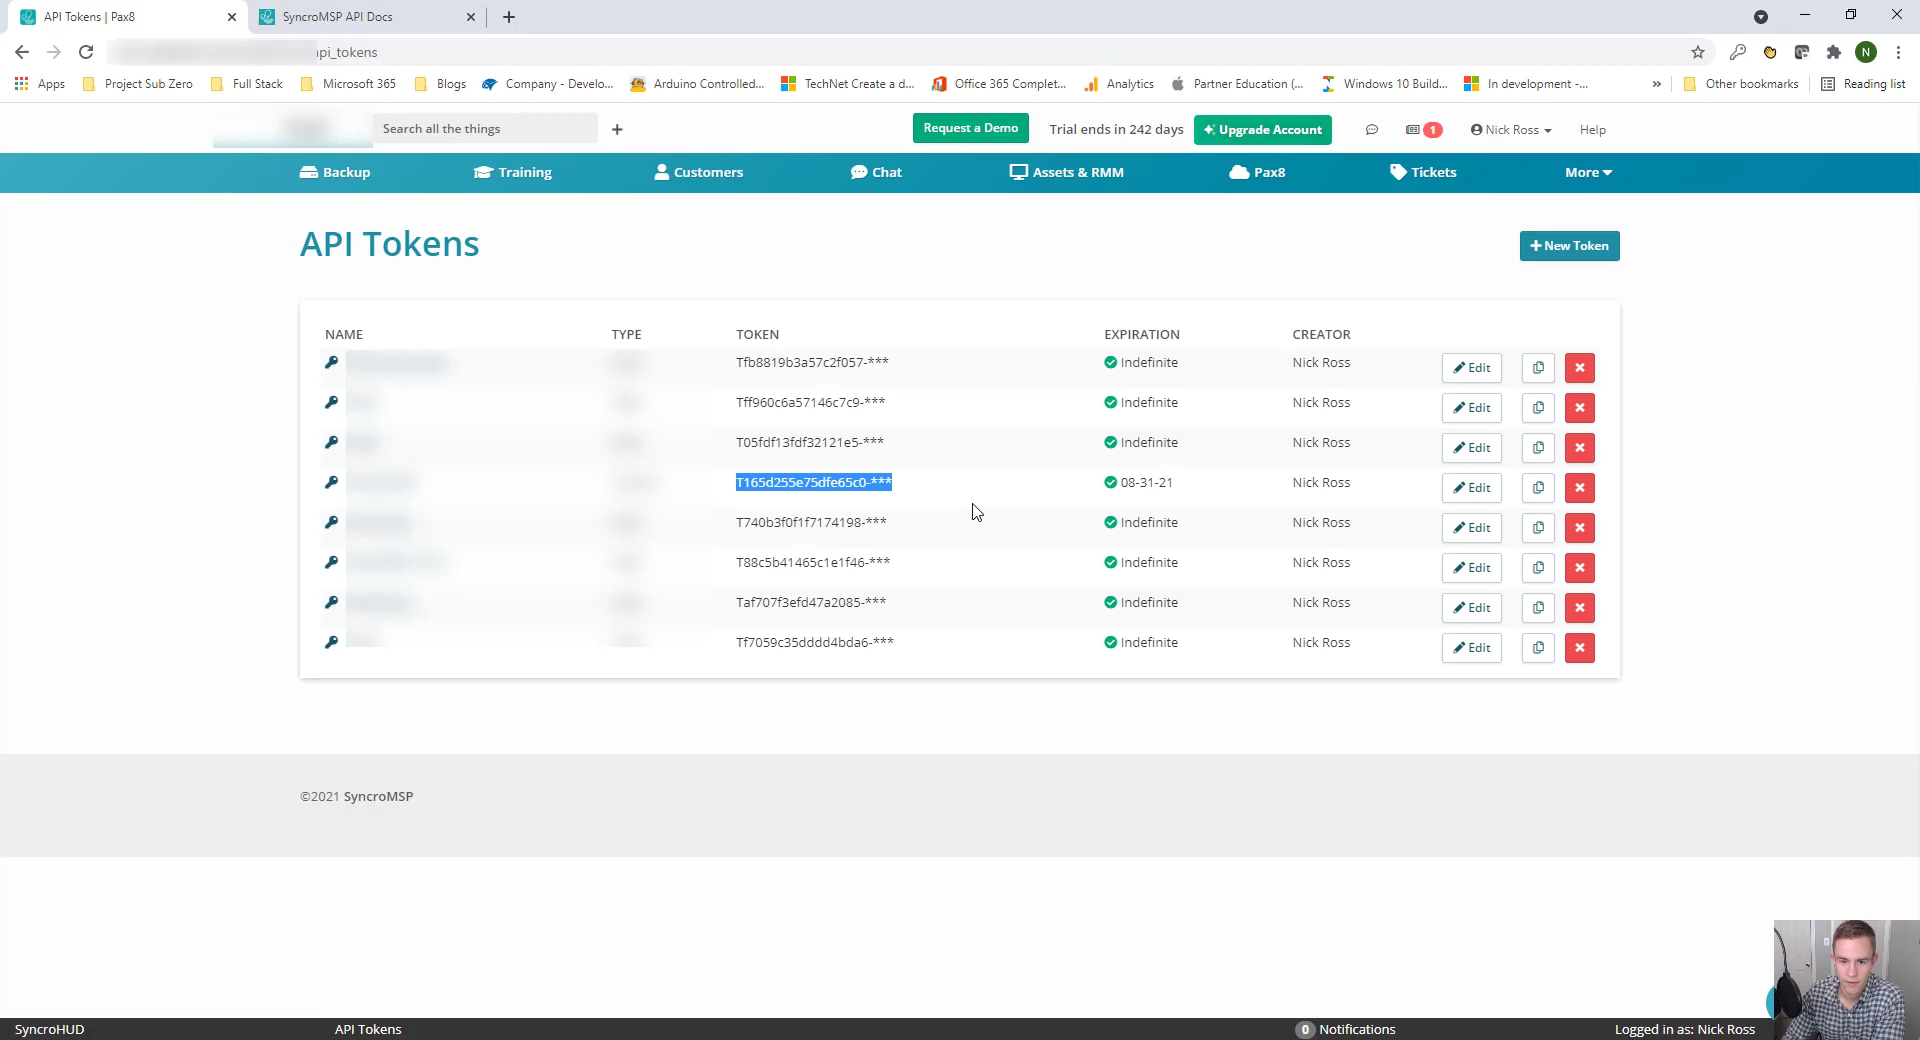 API Tokens | Pax8
SyncroMSP API Docs
pi_tokens
N
Apps
Project Sub Zero
Full Stack
Microsoft 365
Blogs
Company - Develo...
Arduino Controlled...
TechNet Create a d...
Office 365 Complet...
Analytics
Partner Education (...
Windows 10 Build...
In development -...
»
Other bookmarks
Reading list
Search all the things
+
Request a Demo
Trial ends in 242 days
Upgrade Account
1
Nick Ross
Help
Backup
Training
Customers
Chat
Assets & RMM
Pax8
Tickets
More
API Tokens
+ New Token
NAME TYPE TOKEN EXPIRATION CREATOR
Tfb8819b3a57c2f057-*** Indefinite Nick Ross Edit
Tff960c6a57146c7c9-*** Indefinite Nick Ross Edit
T05fdf13fdf32121e5-*** Indefinite Nick Ross Edit
T165d255e75dfe65c0-*** 08-31-21 Nick Ross Edit
T740b3f0f1f7174198-*** Indefinite Nick Ross Edit
T88c5b41465c1e1f46-*** Indefinite Nick Ross Edit
Taf707f3efd47a2085-*** Indefinite Nick Ross Edit
Tf7059c35dddd4bda6-*** Indefinite Nick Ross Edit
©2021 SyncroMSP
SyncroHUD
API Tokens
0 Notifications
Logged in as: Nick Ross